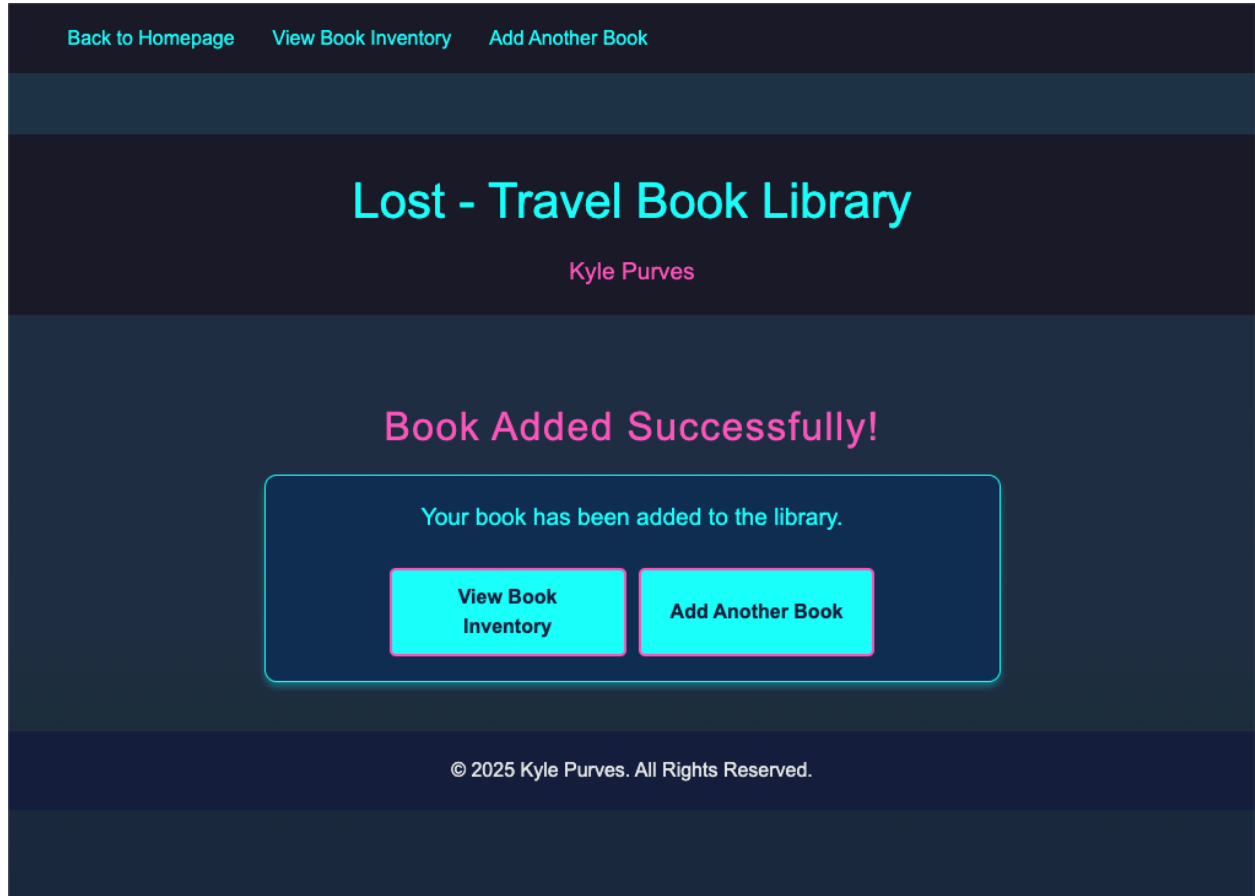 Back to Homepage View Book Inventory Add Another Book
Lost - Travel Book Library
Kyle Purves
Book Added Successfully!
Your book has been added to the library.
View Book
Inventory
Add Another Book
© 2025 Kyle Purves. All Rights Reserved.